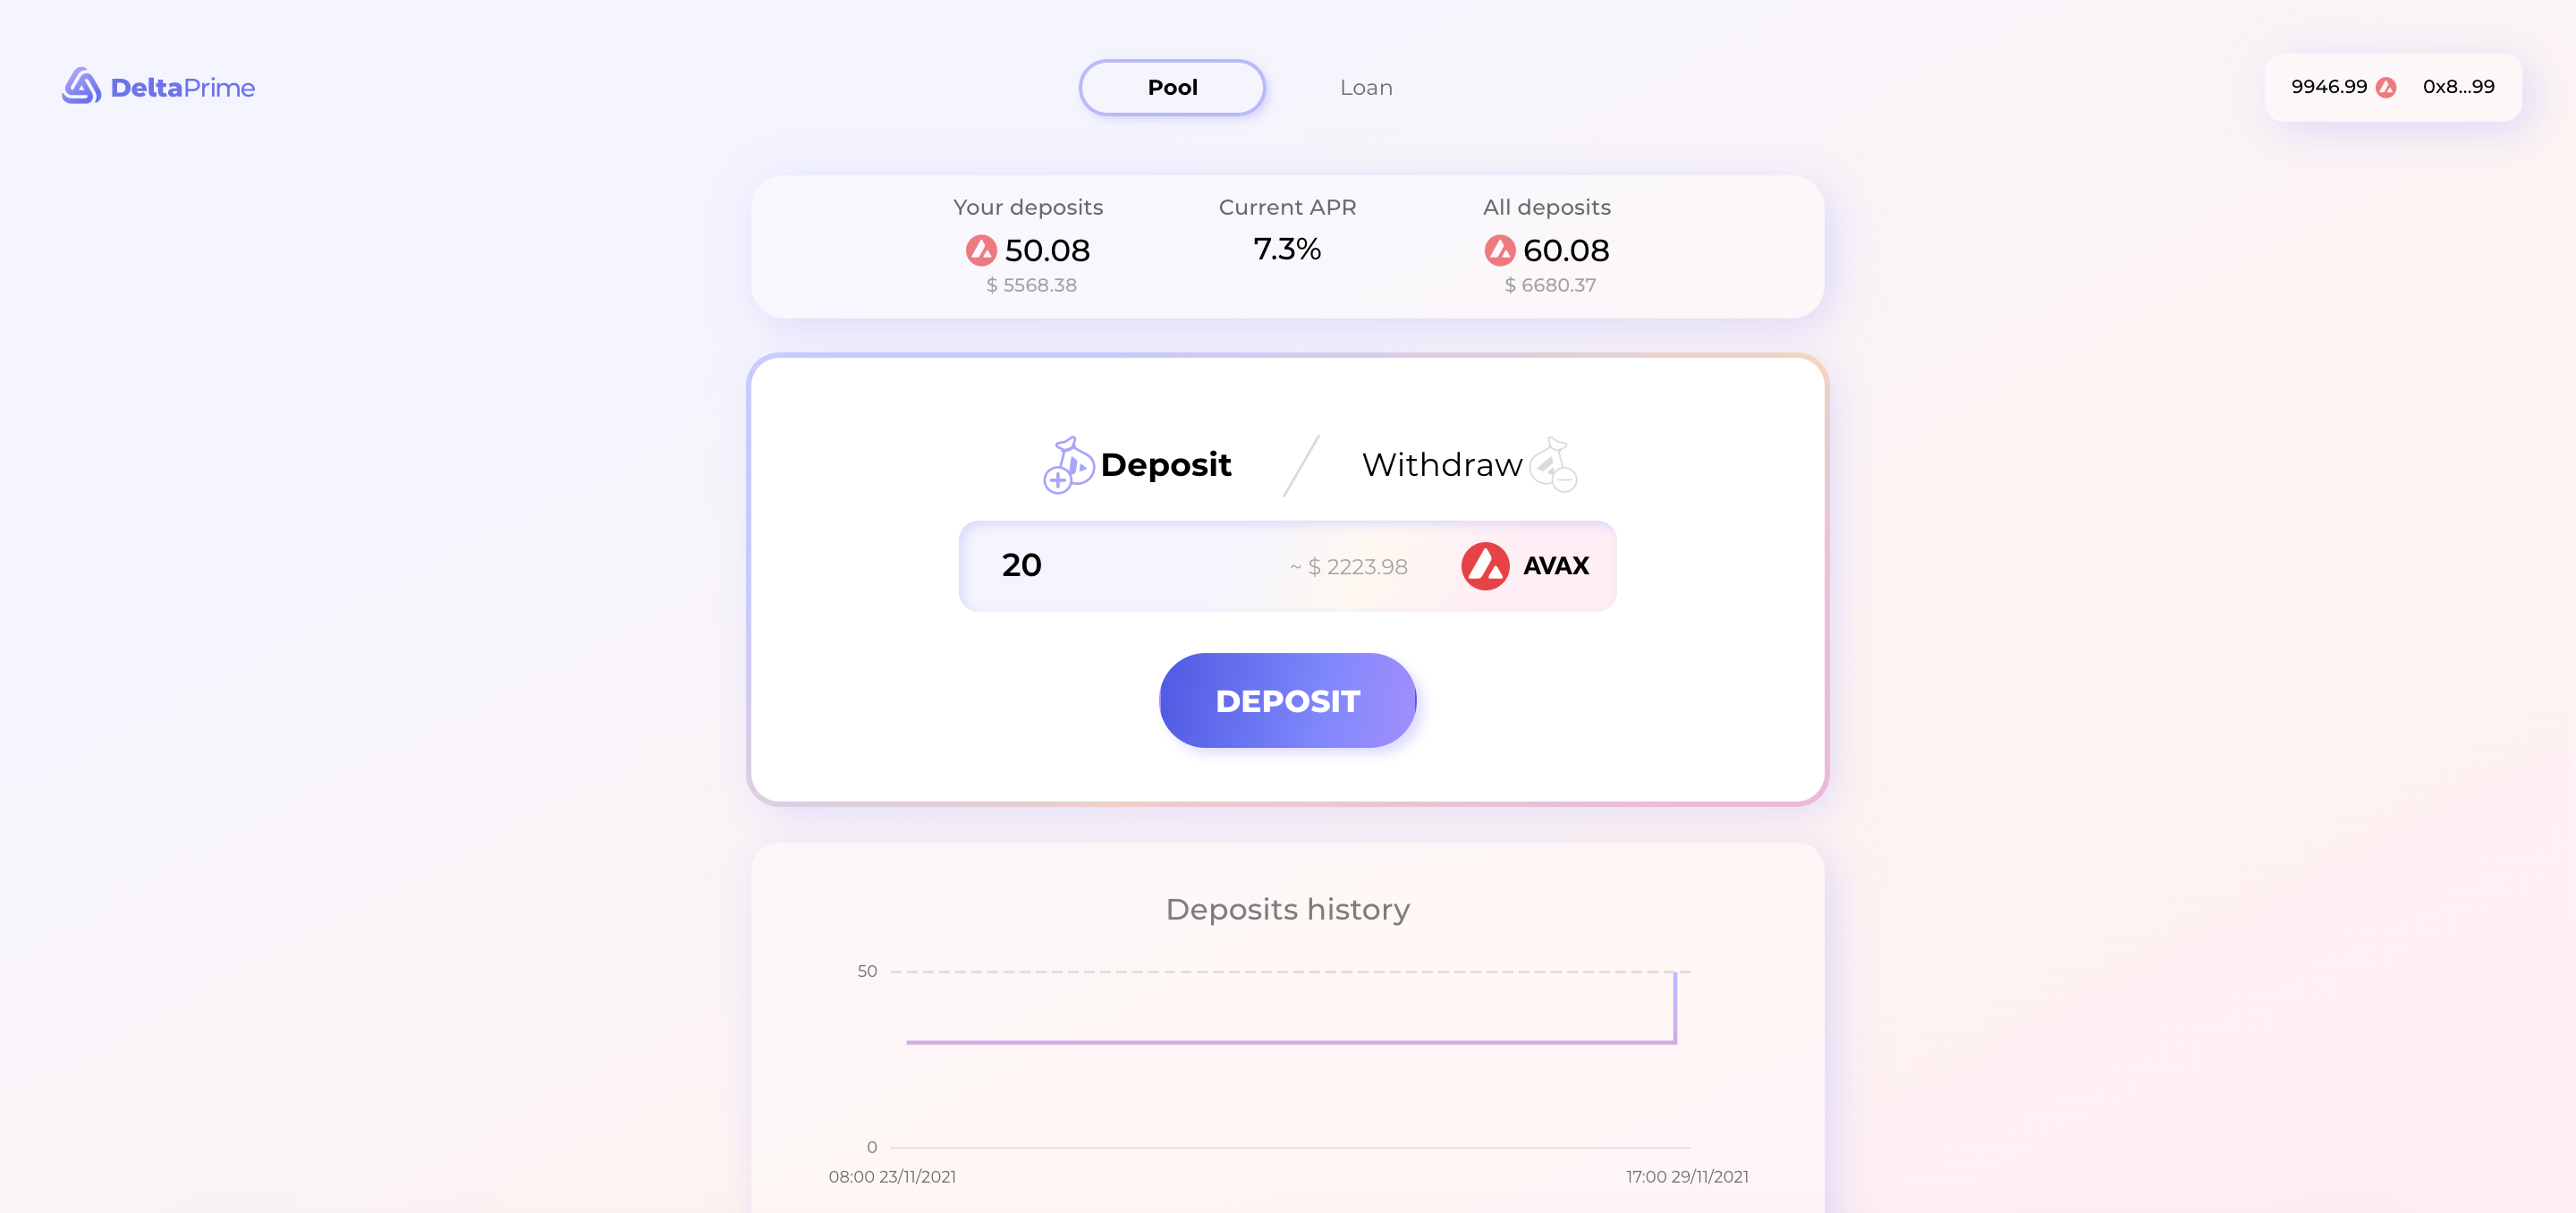 DeltaPrime
Pool
Loan
9946.99
0x8...99
Your deposits
50.08
$ 5568.38
Current APR
7.3%
All deposits
60.08
$ 6680.37
Deposit
Withdraw
20
~ $ 2223.98
AVAX
DEPOSIT
Deposits history
50
0
08:00 23/11/2021
17:00 29/11/2021